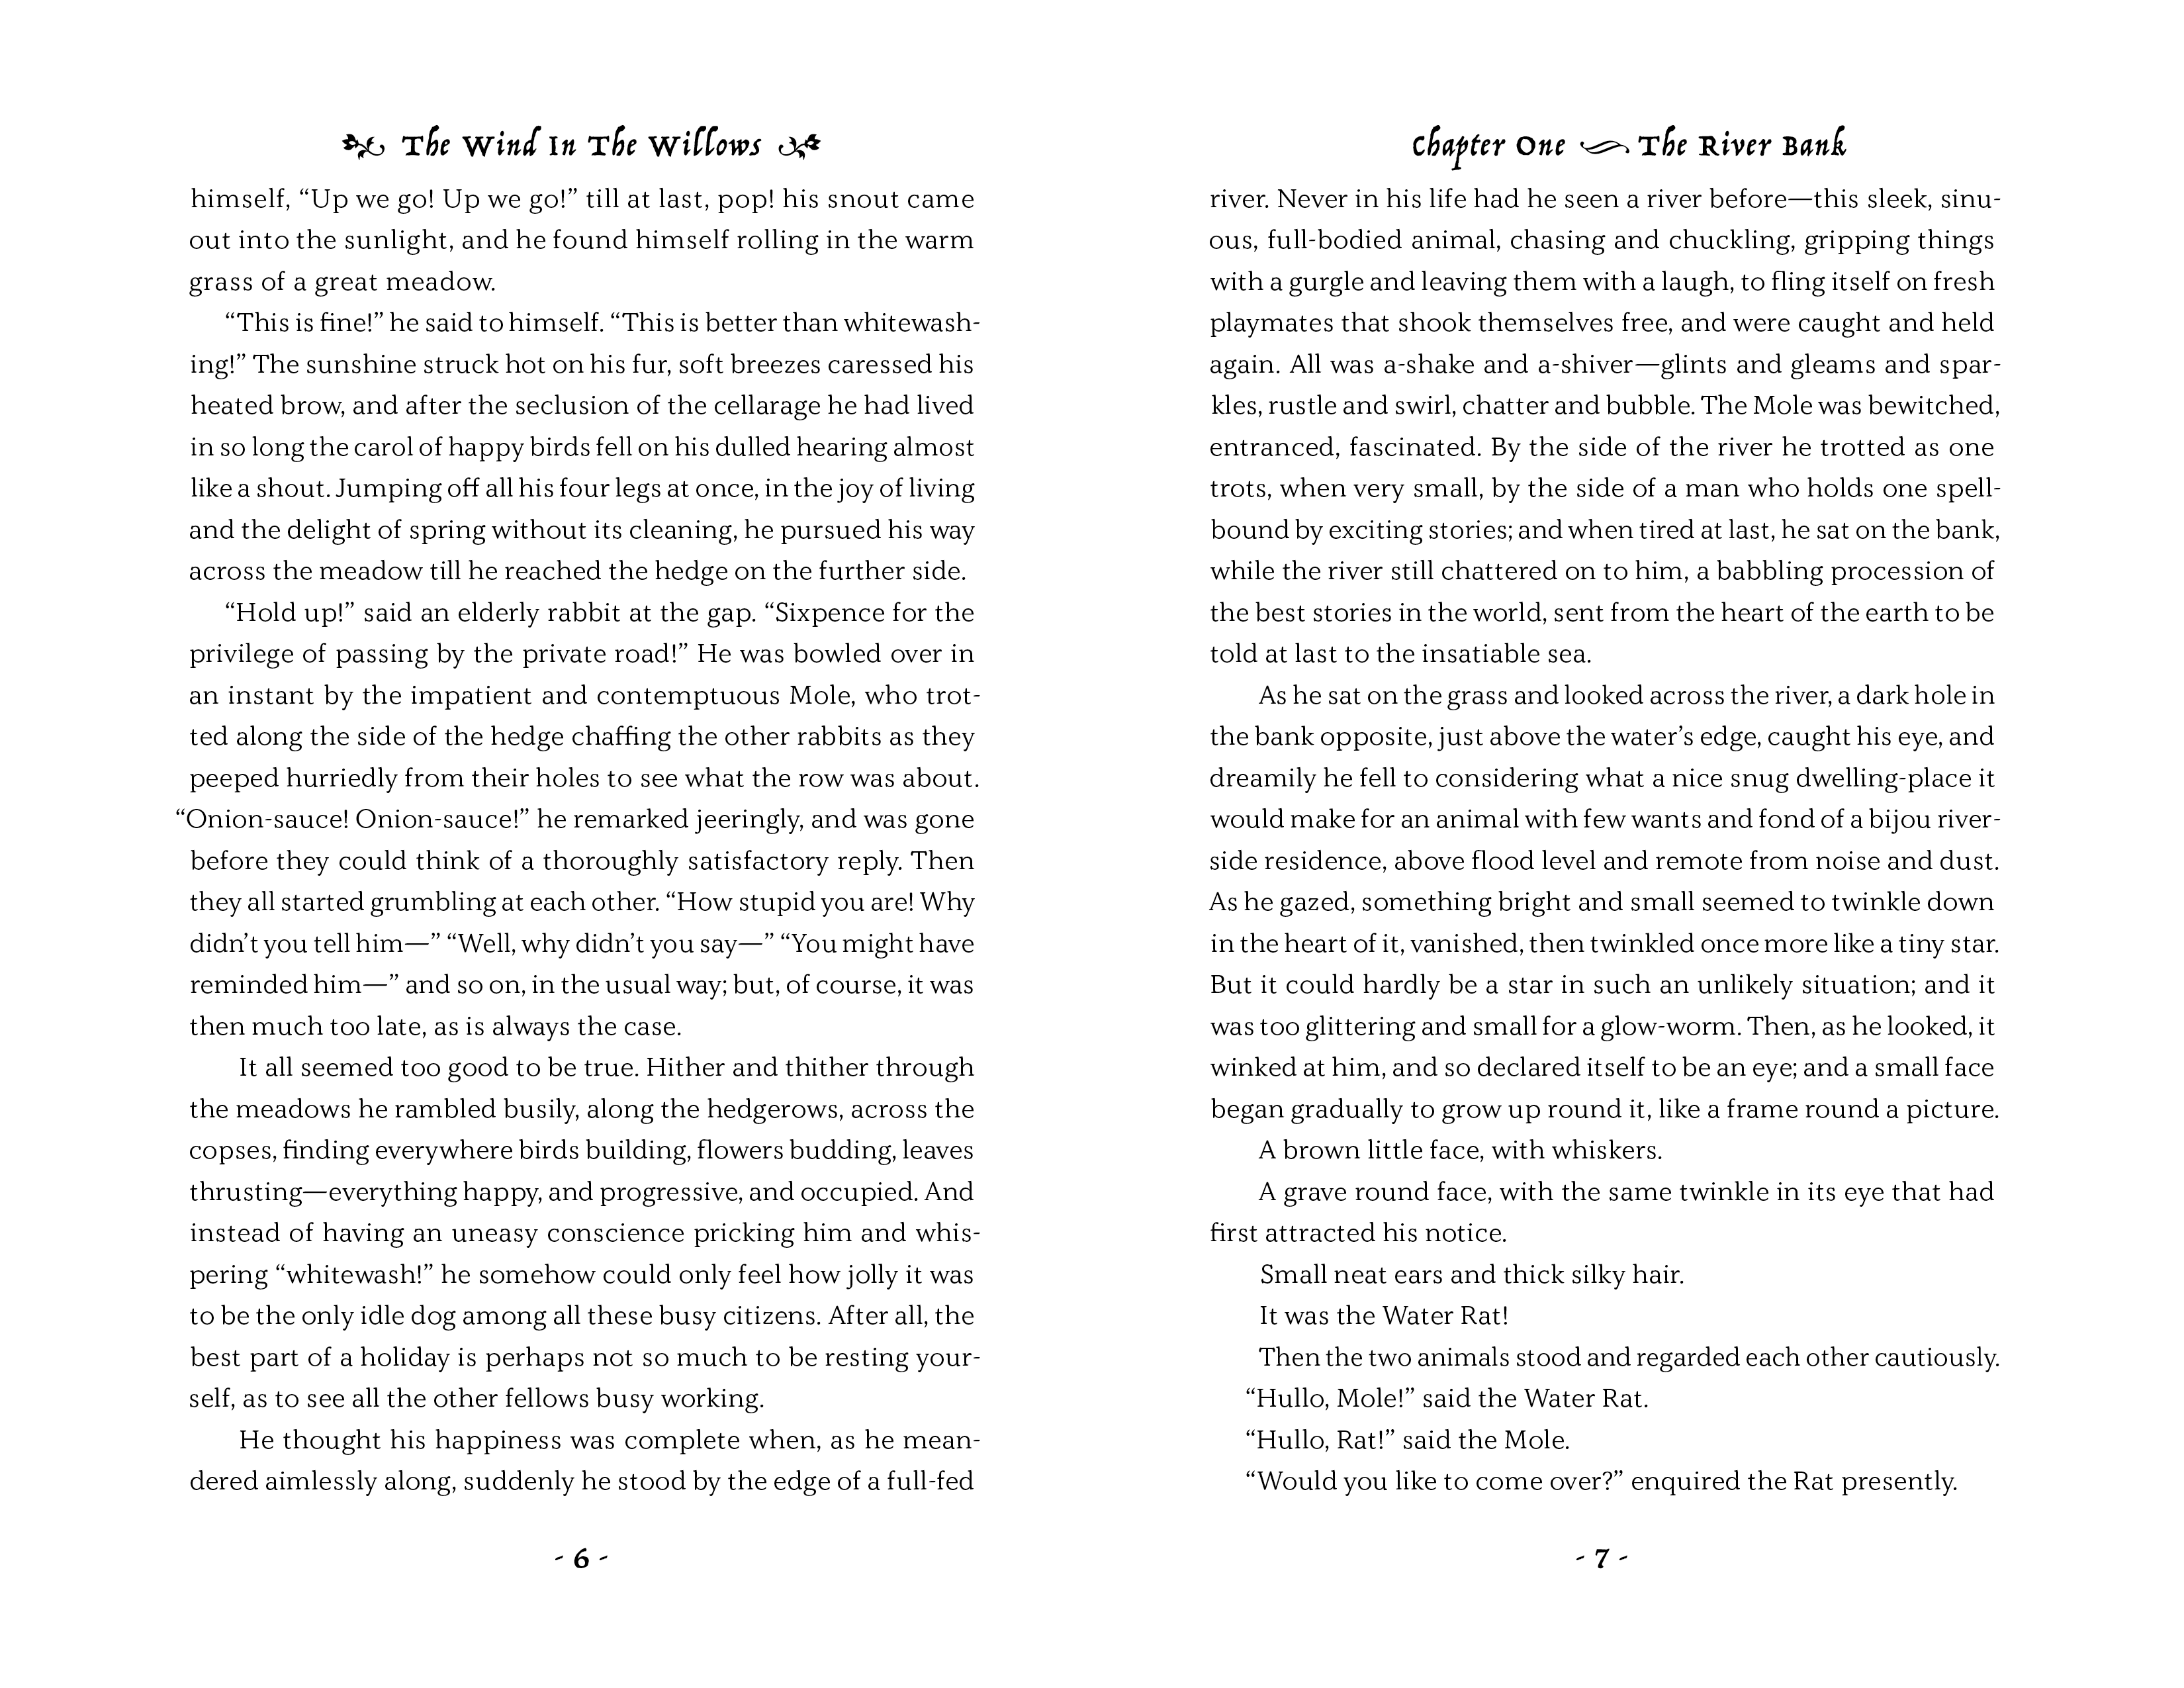 The Wind In The Willows
himself, “Up we go! Up we go!” till at last, pop! his snout came
out into the sunlight, and he found himself rolling in the warm
grass of a great meadow.
“This is fine!” he said to himself. “This is better than whitewash-
ing!” The sunshine struck hot on his fur, soft breezes caressed his
heated brow, and after the seclusion of the cellarage he had lived
in so long the carol of happy birds fell on his dulled hearing almost
like a shout. Jumping off all his four legs at once, in the joy of living
and the delight of spring without its cleaning, he pursued his way
across the meadow till he reached the hedge on the further side.
“Hold up!” said an elderly rabbit at the gap. “Sixpence for the
privilege of passing by the private road!” He was bowled over in
an instant by the impatient and contemptuous Mole, who trot-
ted along the side of the hedge chaffing the other rabbits as they
peeped hurriedly from their holes to see what the row was about.
“Onion-sauce! Onion-sauce!” he remarked jeeringly, and was gone
before they could think of a thoroughly satisfactory reply. Then
they all started grumbling at each other. “How stupid you are! Why
didn’t you tell him—” “Well, why didn’t you say—” “You might have
reminded him—” and so on, in the usual way; but, of course, it was
then much too late, as is always the case.
It all seemed too good to be true. Hither and thither through
the meadows he rambled busily, along the hedgerows, across the
copses, finding everywhere birds building, flowers budding, leaves
thrusting—everything happy, and progressive, and occupied. And
instead of having an uneasy conscience pricking him and whis-
pering “whitewash!” he somehow could only feel how jolly it was
to be the only idle dog among all these busy citizens. After all, the
best part of a holiday is perhaps not so much to be resting your-
self, as to see all the other fellows busy working.
He thought his happiness was complete when, as he mean-
dered aimlessly along, suddenly he stood by the edge of a full-fed
- 6 -
Chapter One The River Bank
river. Never in his life had he seen a river before—this sleek, sinu-
ous, full-bodied animal, chasing and chuckling, gripping things
with a gurgle and leaving them with a laugh, to fling itself on fresh
playmates that shook themselves free, and were caught and held
again. All was a-shake and a-shiver—glints and gleams and spar-
kles, rustle and swirl, chatter and bubble. The Mole was bewitched,
entranced, fascinated. By the side of the river he trotted as one
trots, when very small, by the side of a man who holds one spell-
bound by exciting stories; and when tired at last, he sat on the bank,
while the river still chattered on to him, a babbling procession of
the best stories in the world, sent from the heart of the earth to be
told at last to the insatiable sea.
As he sat on the grass and looked across the river, a dark hole in
the bank opposite, just above the water’s edge, caught his eye, and
dreamily he fell to considering what a nice snug dwelling-place it
would make for an animal with few wants and fond of a bijou river-
side residence, above flood level and remote from noise and dust.
As he gazed, something bright and small seemed to twinkle down
in the heart of it, vanished, then twinkled once more like a tiny star.
But it could hardly be a star in such an unlikely situation; and it
was too glittering and small for a glow-worm. Then, as he looked, it
winked at him, and so declared itself to be an eye; and a small face
began gradually to grow up round it, like a frame round a picture.
A brown little face, with whiskers.
A grave round face, with the same twinkle in its eye that had
first attracted his notice.
Small neat ears and thick silky hair.
It was the Water Rat!
Then the two animals stood and regarded each other cautiously.
“Hullo, Mole!” said the Water Rat.
“Hullo, Rat!” said the Mole.
“Would you like to come over?” enquired the Rat presently.
- 7 -